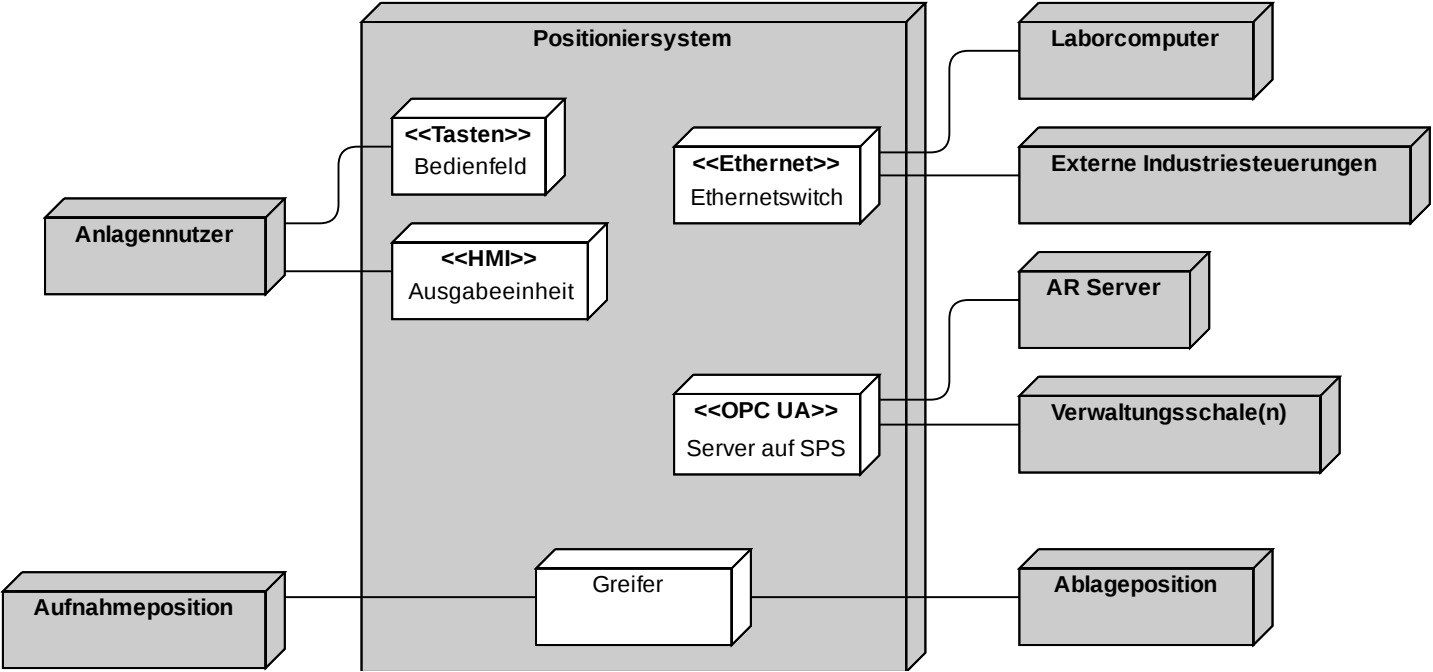 Positioniersystem
<<Tasten>>
Bedienfeld
<<HMI>>
Ausgabeeinheit
<<Ethernet>>
Ethernetswitch
<<OPC UA>>
Server auf SPS
Greifer
Anlagennutzer
Aufnahmeposition
Laborcomputer
Externe Industriesteuerungen
AR Server
Verwaltungsschale(n)
Ablageposition